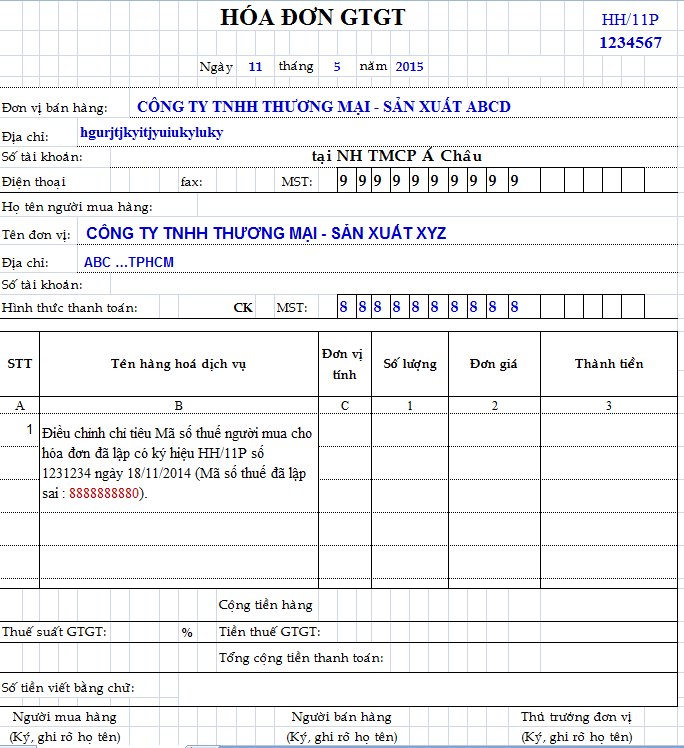 HÓA ĐƠN GTGT
HH/11P
1234567
Ngày 11 tháng 5 năm 2015
Đơn vị bán hàng: CÔNG TY TNHH THƯƠNG MẠI - SẢN XUẤT ABCD
Địa chỉ: hgurjtjkyitjyuiukyluky
Số tài khoản: tại NH TMCP Á Châu
Điện thoại fax: MST: 9 9 9 9 9 9 9 9 9 9
Họ tên người mua hàng:
Tên đơn vị: CÔNG TY TNHH THƯƠNG MẠI - SẢN XUẤT XYZ
Địa chỉ: ABC ...TPHCM
Số tài khoản:
Hình thức thanh toán: CK MST: 8 8 8 8 8 8 8 8 8 8
STT Tên hàng hoá dịch vụ Đơn vị tính Số lượng Đơn giá Thành tiền
A B C 1 2 3
1 Điều chỉnh chỉ tiêu Mã số thuế người mua cho
hóa đơn đã lập có ký hiệu HH/11P số
1231234 ngày 18/11/2014 (Mã số thuế đã lập
sai : 8888888880).
Cộng tiền hàng
Thuế suất GTGT: % Tiền thuế GTGT:
Tổng cộng tiền thanh toán:
Số tiền viết bằng chữ:
Người mua hàng Người bán hàng Thủ trưởng đơn vị
(Ký, ghi rõ họ tên) (Ký, ghi rõ họ tên) (Ký, ghi rõ họ tên)